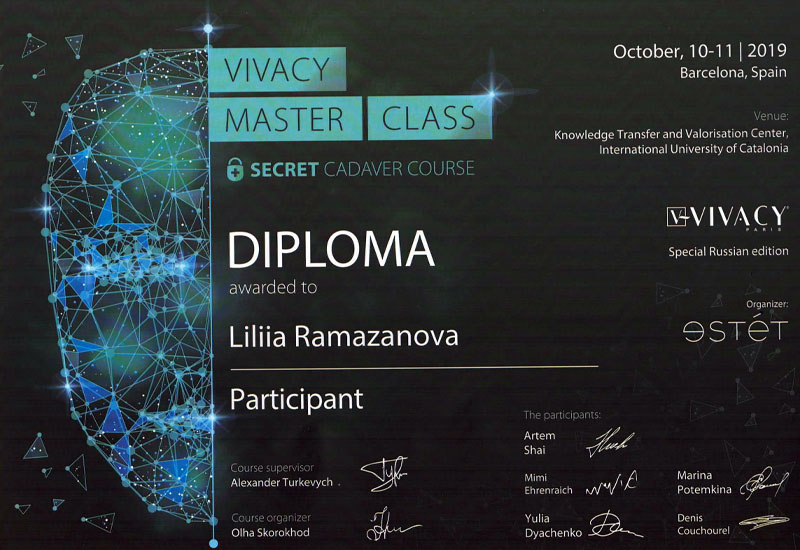 VIVACY
MASTER CLASS
SECRET CADAVER COURSE
DIPLOMA
awarded to
Liliia Ramazanova
Participant
Course supervisor
Alexander Turkevych .
Course organizer
Olha Skorokhod
October, 10-11 | 2019
Barcelona, Spain
Venue:
Knowledge Transfer and Valorisation Center,
International University of Catalonia
V VIVACY®
PARIS
Special Russian edition
Organizer:
эstét
The participants:
Artem
Shai
Mimi
Ehrenraich
Yulia
Dyachenko
Marina
Potemkina
Denis
Couchourel